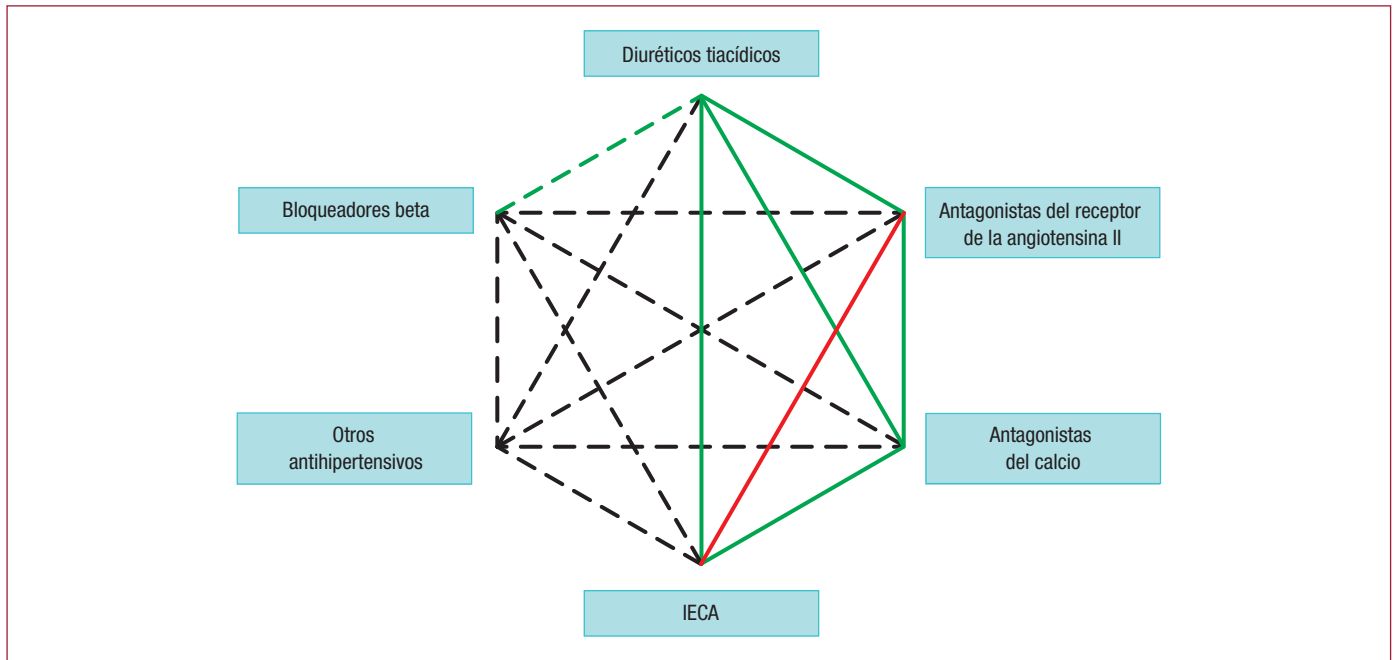 Diuréticos tiacídicos
Bloqueadores beta
Antagonistas del receptor
de la angiotensina II
Otros
antihipertensivos
Antagonistas
del calcio
IECA